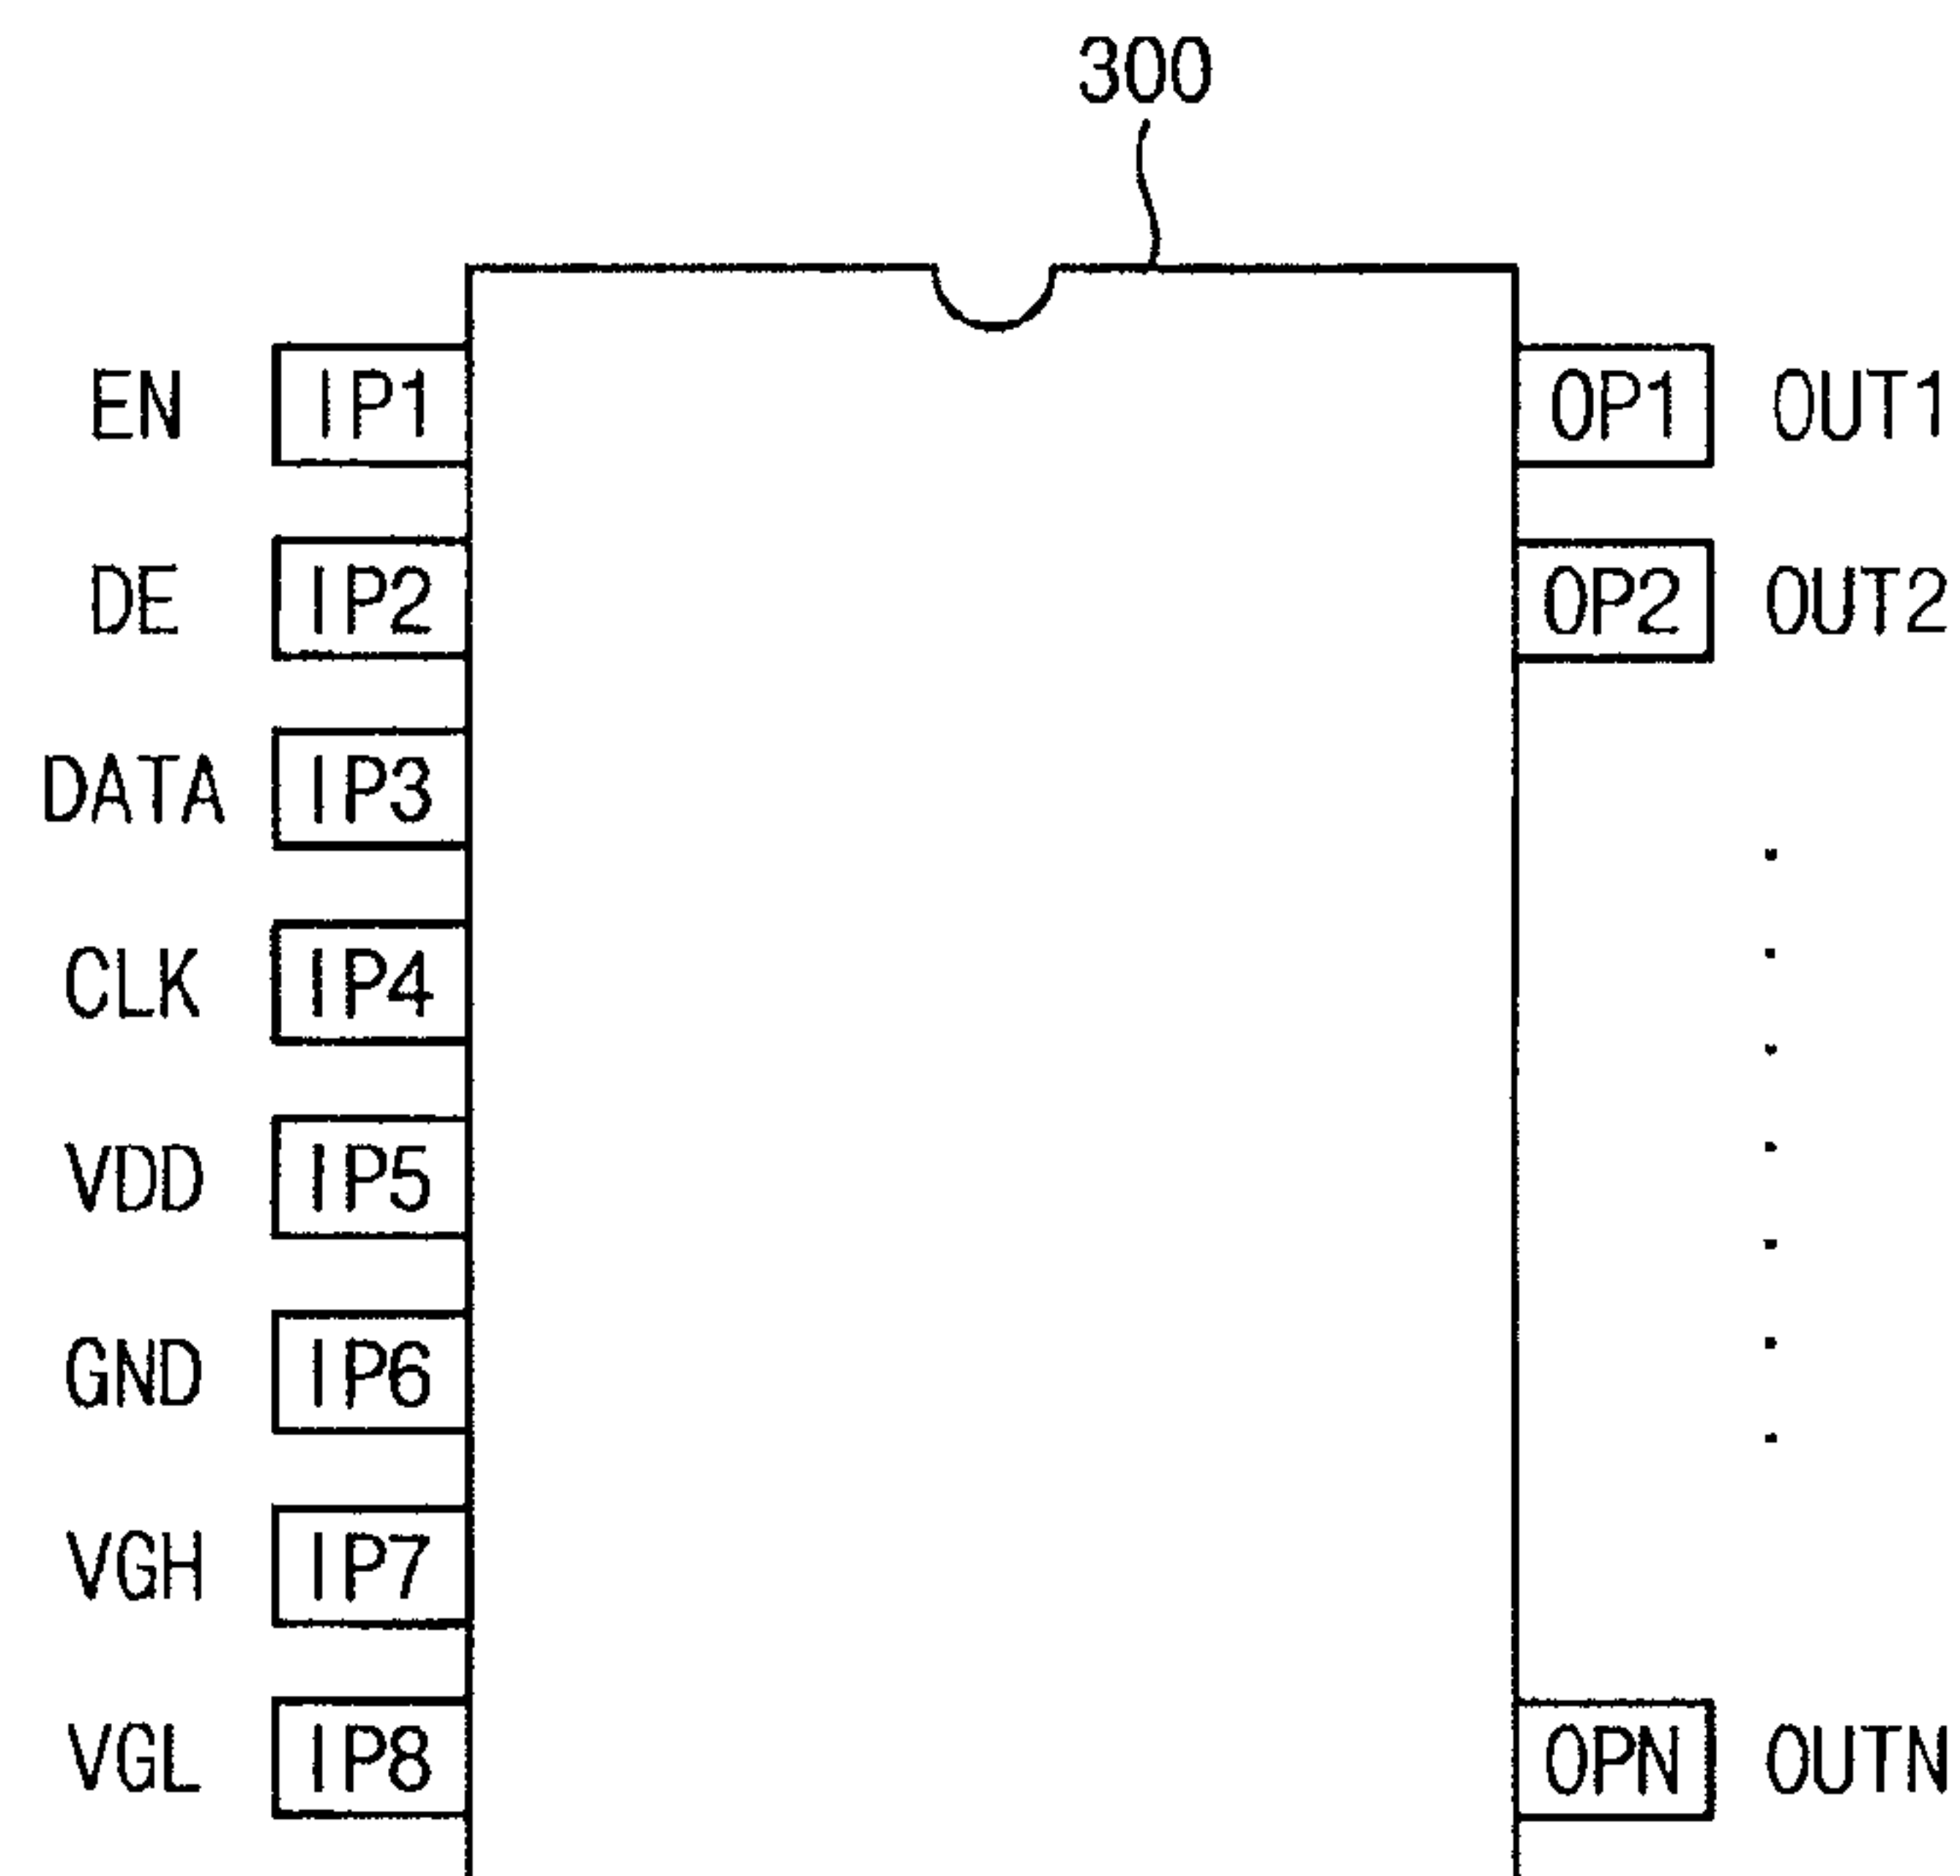 300
EN IP1 OP1 OUT1
DE IP2 OP2 OUT2
DATA IP3
CLK IP4
VDD IP5
GND IP6
VGH IP7
VGL IP8 OPN OUTN